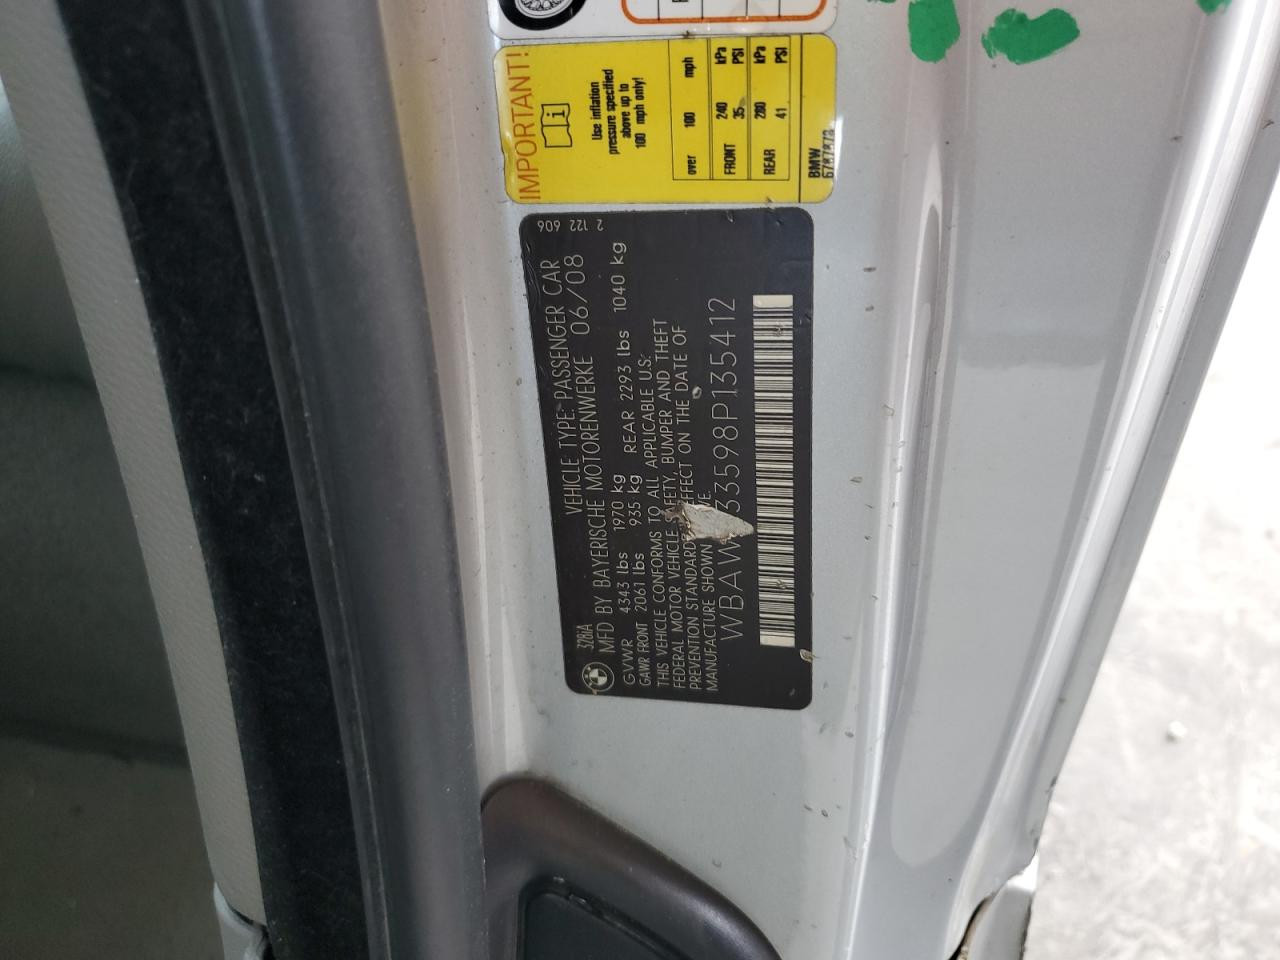 IMPORTANT!
i
Use inflation
pressure specified
above up to
100 mph only!
over 100 mph
kPa
PSI
FRONT 240
35
kPa
PSI
REAR 280
41
BMW
2 122 606
328iA VEHICLE TYPE: PASSENGER CAR
MFD BY BAYERISCHE MOTORENWERKE 06/08
GVWR 4343 lbs 1970 kg
GAWR FRONT 2061 lbs 935 kg REAR 2293 lbs 1040 kg
THIS VEHICLE CONFORMS TO ALL APPLICABLE U.S.
FEDERAL MOTOR VEHICLE SAFETY, BUMPER AND THEFT
PREVENTION STANDARDS EFFECT ON THE DATE OF
MANUFACTURE SHOWN
33598P135412